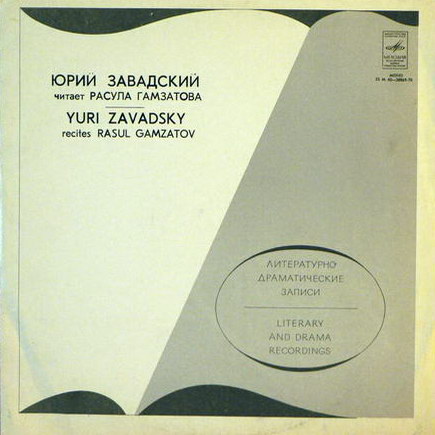 ЮРИЙ ЗАВАДСКИЙ
читает РАСУЛА ГАМЗАТОВА
YURI ZAVADSKY
recites RASUL GAMZATOV
ЛИТЕРАТУРНО
ДРАМАТИЧЕСКИЕ
ЗАПИСИ
LITERARY
AND DRAMA
RECORDINGS